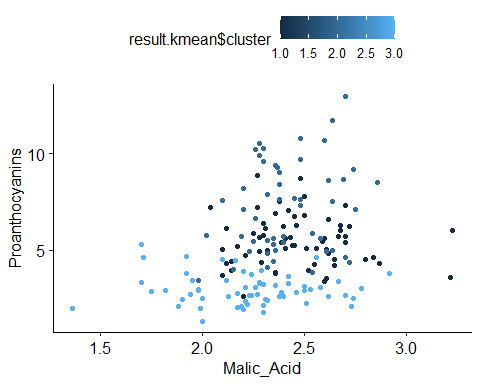 result.kmean$cluster
1.0 1.5 2.0 2.5 3.0
Proanthocyanins
10
5
1.5 2.0 2.5 3.0
Malic_Acid